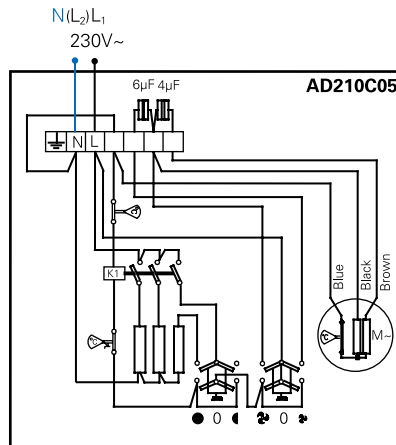 N(L₂)L₁
230V~
AD210C05
6µF 4µF
N L
K1
Blue
Black
Brown
M~
0
0